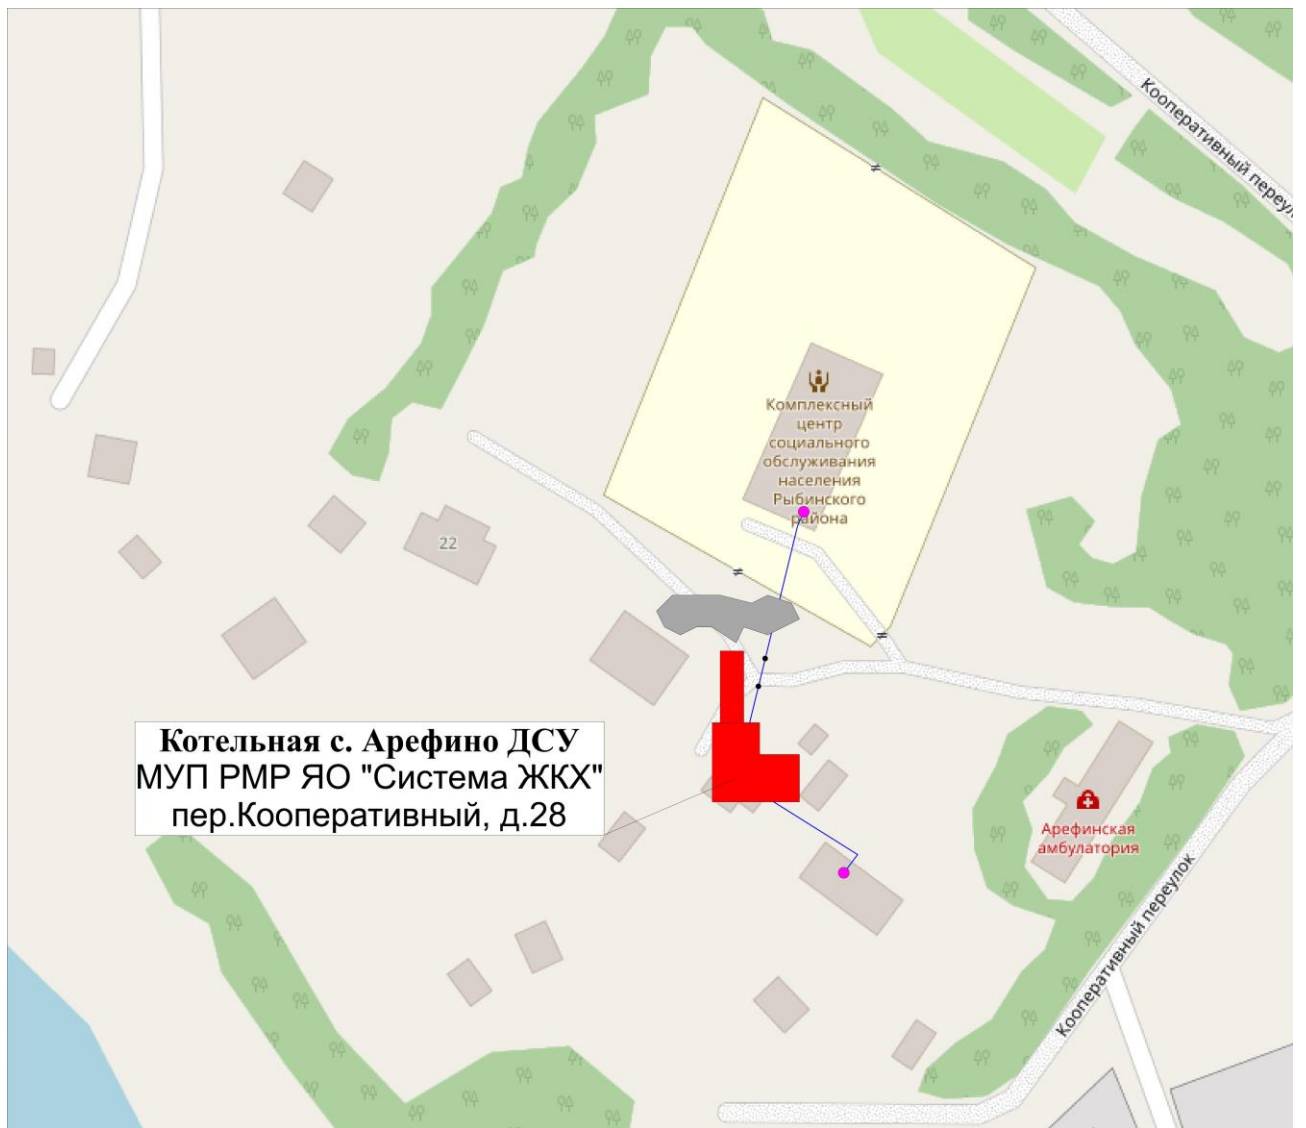 Кооперативный переул
Комплексный
центр
социального
обслуживания
населения
Рыбинского
района
22
Котельная с. Арефино ДСУ
МУП РМР ЯО "Система ЖКХ"
пер.Кооперативный, д.28
Арефинская
амбулатория
Кооперативный переулок